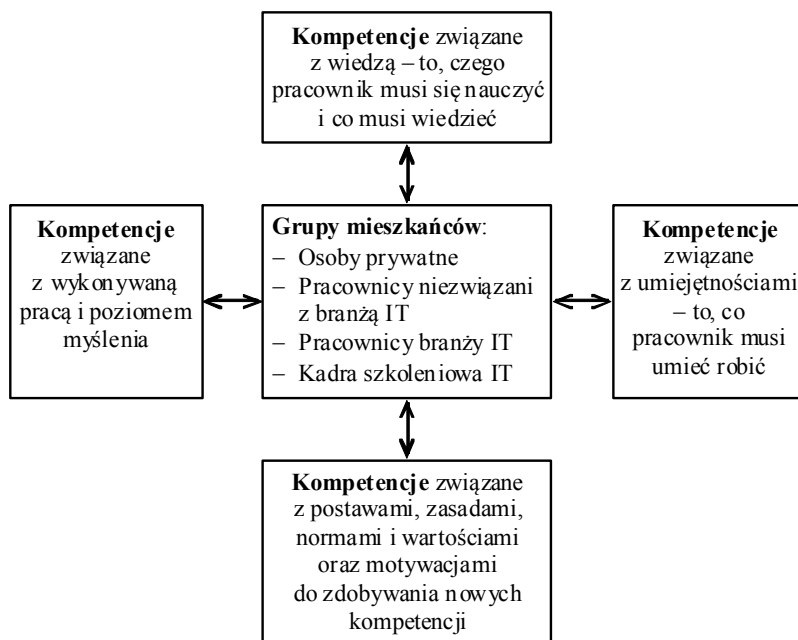 Kompetencje związane
z wiedzą – to, czego
pracownik musi się nauczyć
i co musi wiedzieć
Kompetencje
związane
z wykonywaną
pracą i poziomem
myślenia
Grupy mieszkańców:
– Osoby prywatne
– Pracownicy niezwiązani
z branżą IT
– Pracownicy branży IT
– Kadra szkoleniowa IT
Kompetencje
związane
z umiejętnościami
– to, co
pracownik musi
umieć robić
Kompetencje związane
z postawami, zasadami,
normami i wartościami
oraz motywacjami
do zdobywania nowych
kompetencji